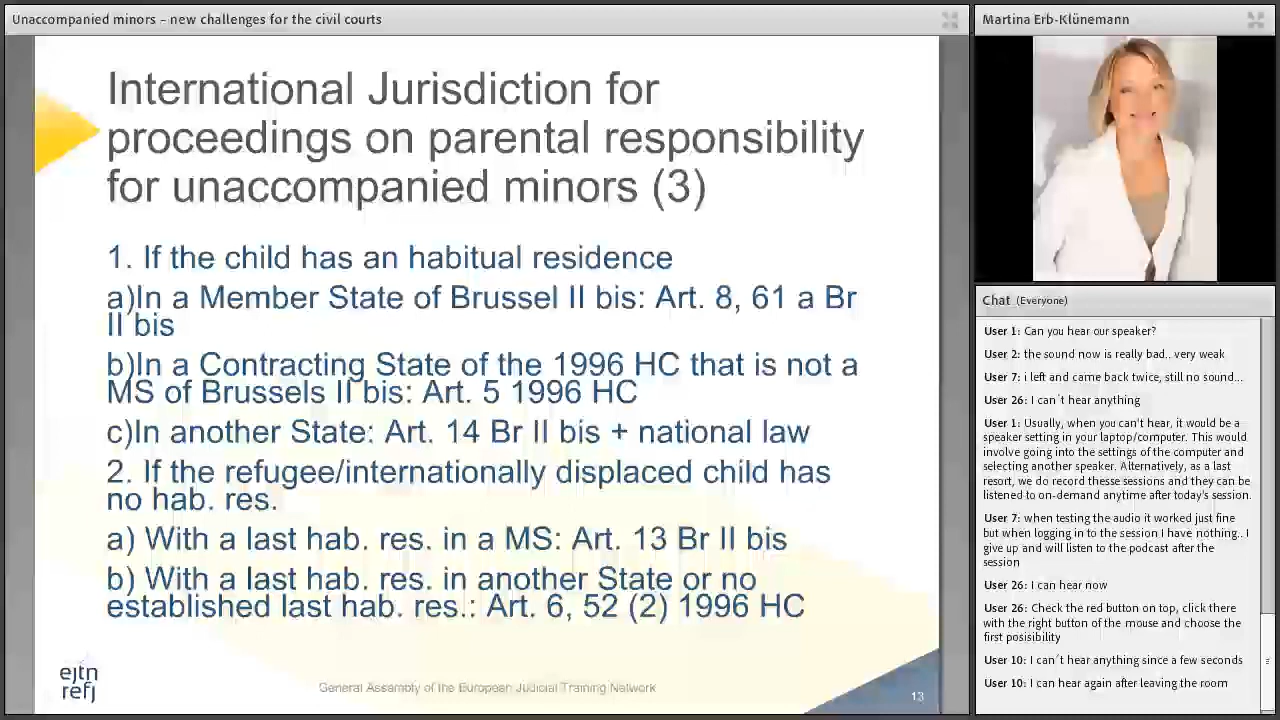 Unaccompanied minors – new challenges for the civil courts
International Jurisdiction for
proceedings on parental responsibility
for unaccompanied minors (3)
1. If the child has an habitual residence
a)In a Member State of Brussel II bis: Art. 8, 61 a Br
II bis
b)In a Contracting State of the 1996 HC that is not a
MS of Brussels II bis: Art. 5 1996 HC
c)In another State: Art. 14 Br II bis + national law
2. If the refugee/internationally displaced child has
no hab. res.
a) With a last hab. res. in a MS: Art. 13 Br II bis
b) With a last hab. res. in another State or no
established last hab. res.: Art. 6, 52 (2) 1996 HC
ejtn
refj
General Assembly of the European Judicial Training Network
13
Martina Erb-Klünemann
Chat (Everyone)
User 1: Can you hear our speaker?
User 2: the sound now is really bad.. very weak
User 7: i left and came back twice, still no sound...
User 26: I can´t hear anything
User 1: Usually, when you can't hear, it would be a
speaker setting in your laptop/computer. This would
involve going into the settings of the computer and
selecting another speaker. Alternatively, as a last
resort, we do record thesse sessions and they can be
listened to on-demand anytime after today's session.
User 7: when testing the audio it worked just fine
but when logging in to the session I have nothing.. I
give up and will listen to the podcast after the
session
User 26: I can hear now
User 26: Check the red button on top, click there
with the right button of the mouse and choose the
first posisibility
User 10: I can´t hear anything since a few seconds
User 10: I can hear again after leaving the room